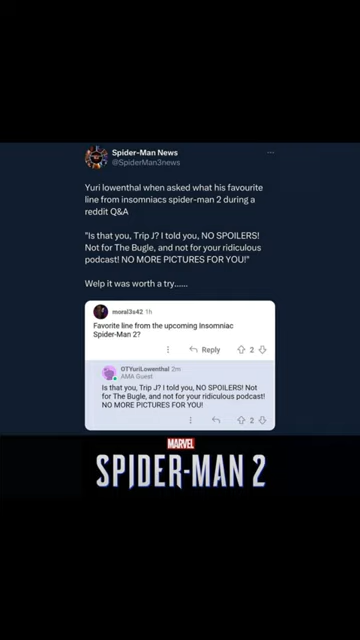 Spider-Man News
@SpiderMan3news
Yuri lowenthal when asked what his favourite
line from insomniacs spider-man 2 during a
reddit Q&A
"Is that you, Trip J? I told you, NO SPOILERS!
Not for The Bugle, and not for your ridiculous
podcast! NO MORE PICTURES FOR YOU!"
Welp it was worth a try......
moral3s42 1h
Favorite line from the upcoming Insomniac
Spider-Man 2?
Reply 2
OTYuriLowenthal 2m
AMA Guest
Is that you, Trip J? I told you, NO SPOILERS! Not
for The Bugle, and not for your ridiculous podcast!
NO MORE PICTURES FOR YOU!
Reply 2
MARVEL
SPIDER-MAN 2